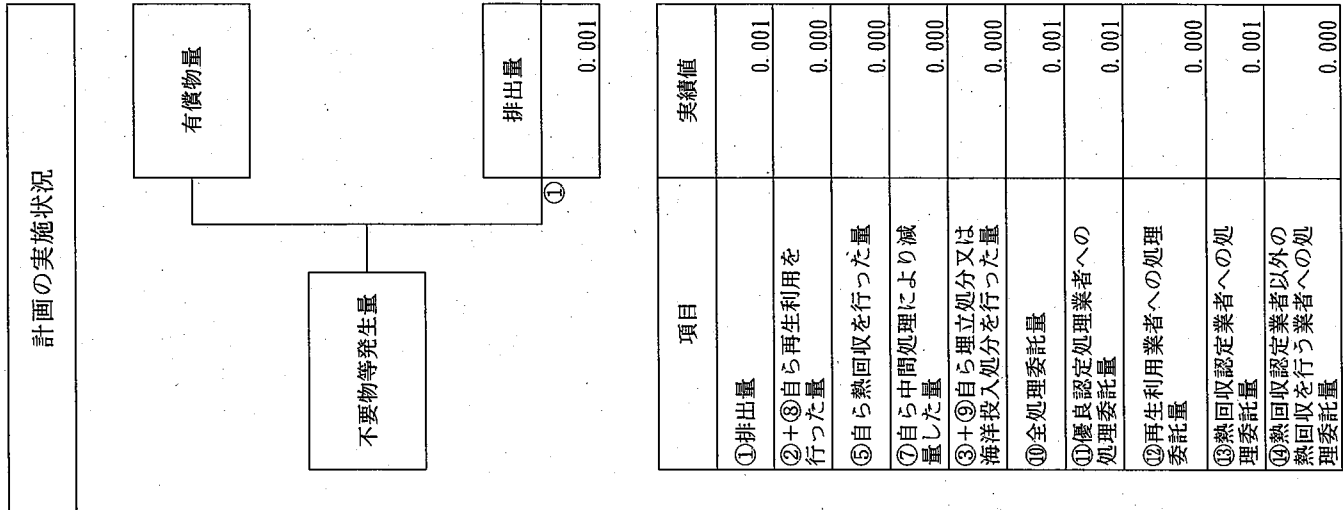 計画の実施状況
有償物量
不要物等発生量
排出量
①
0.001
項目
実績値
①排出量
0.001
②+⑧自ら再生利用を
行った量
0.000
⑤自ら熱回収を行った量
0.000
⑦自ら中間処理により減
量した量
0.000
③+⑨自ら埋立処分又は
海洋投入処分を行った量
0.000
⑩全処理委託量
0.001
⑪優良認定処理業者への
処理委託量
0.001
⑫再生利用業者への処理
委託量
0.000
⑬熱回収認定業者への処
理委託量
0.001
⑭熱回収認定業者以外の
熱回収を行う業者への処
理委託量
0.000